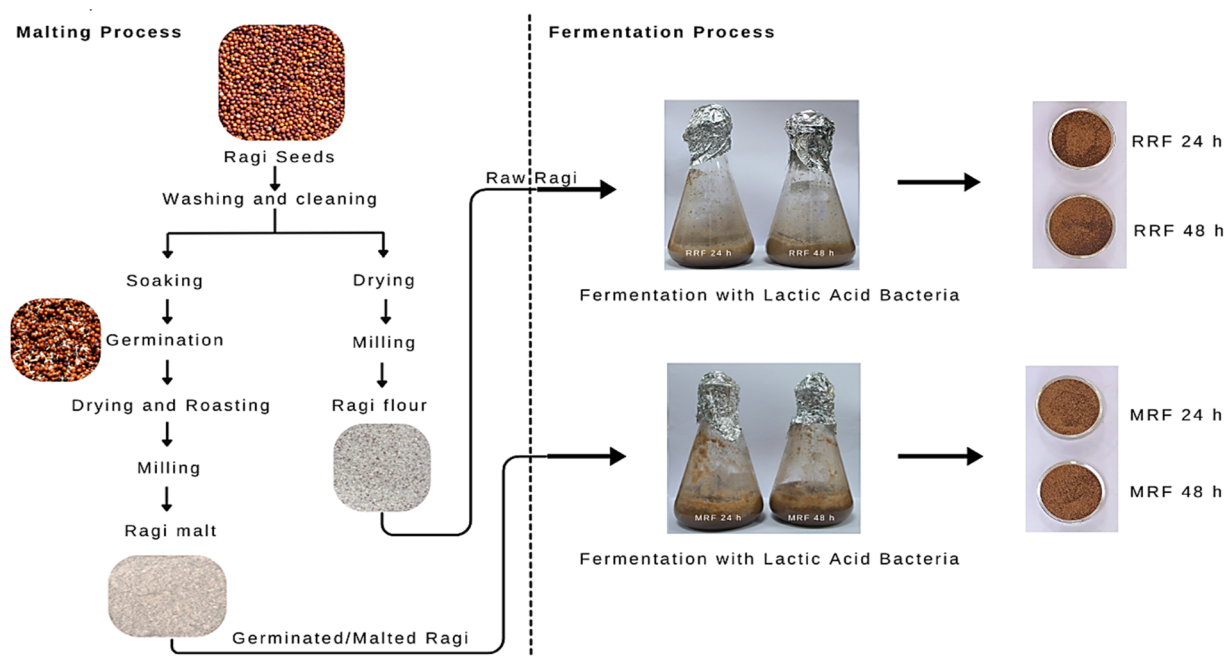 Malting Process
Ragi Seeds
Washing and cleaning
Soaking
Germination
Drying and Roasting
Milling
Ragi malt
Germinated/Malted Ragi
Drying
Milling
Ragi flour
Raw Ragi
Fermentation Process
RRF 24 h
RRF 48 h
Fermentation with Lactic Acid Bacteria
RRF 24 h
RRF 48 h
MRF 24 h
MRF 48 h
Fermentation with Lactic Acid Bacteria
MRF 24 h
MRF 48 h